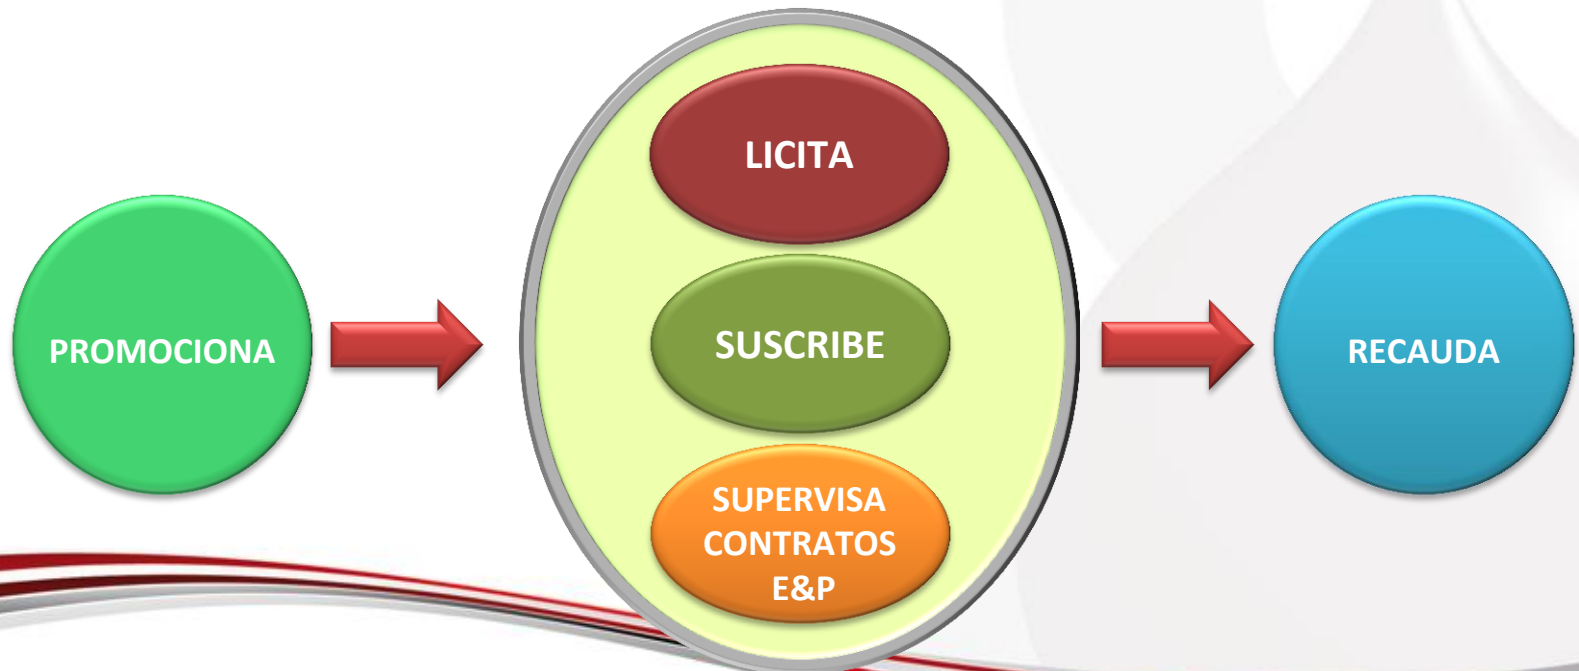 PROMOCIONA
LICITA
SUSCRIBE
SUPERVISA
CONTRATOS
E&P
RECAUDA